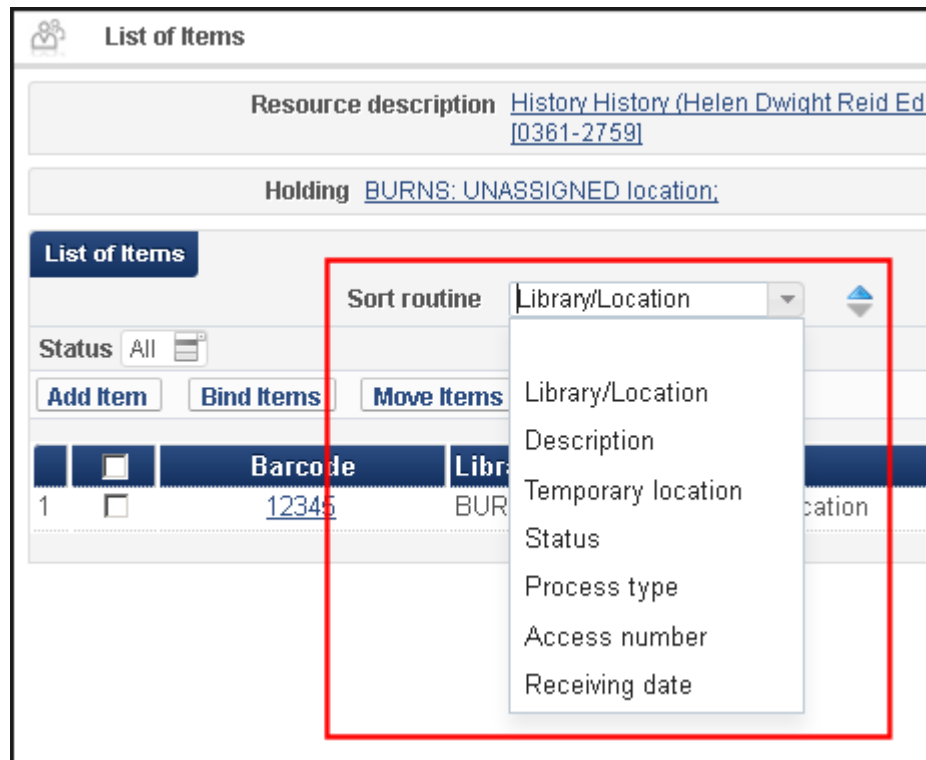 List of Items
Resource description History History (Helen Dwight Reid Ed
[0361-2759]
Holding BURNS: UNASSIGNED location;
List of Items
Sort routine Library/Location
Status All
Library/Location
Add Item Bind Items Move Items
Description
Barcode Libr
Temporary location
1 12345 BUR cation
Status
Process type
Access number
Receiving date